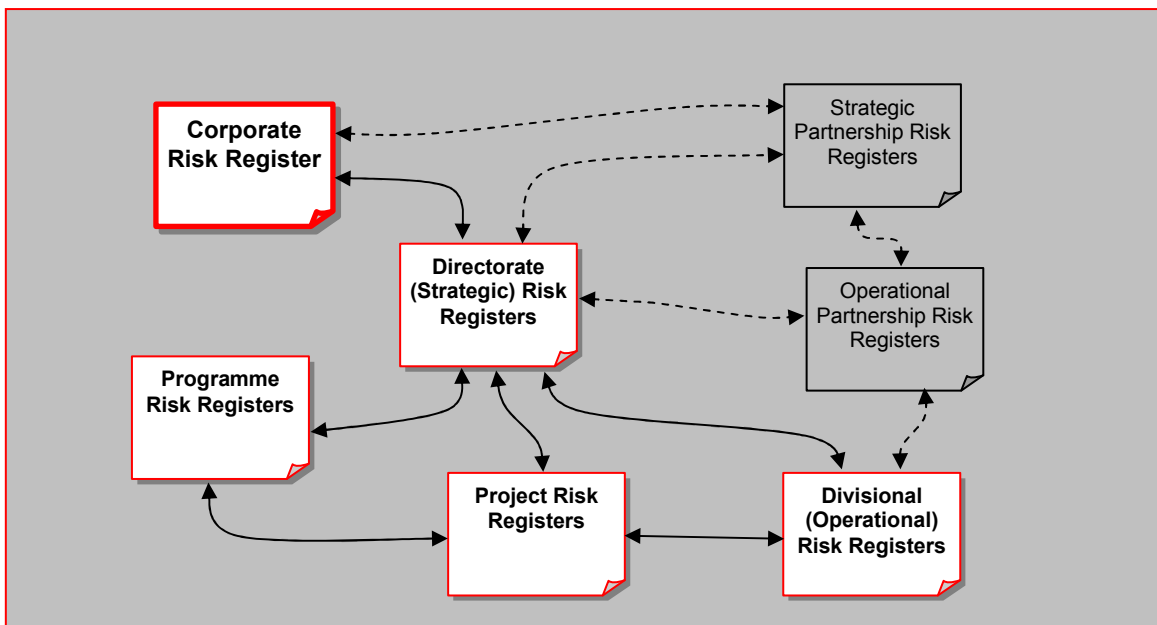 Corporate
Risk Register
Strategic
Partnership Risk
Registers
Directorate
(Strategic) Risk
Registers
Operational
Partnership Risk
Registers
Programme
Risk Registers
Project Risk
Registers
Divisional
(Operational)
Risk Registers